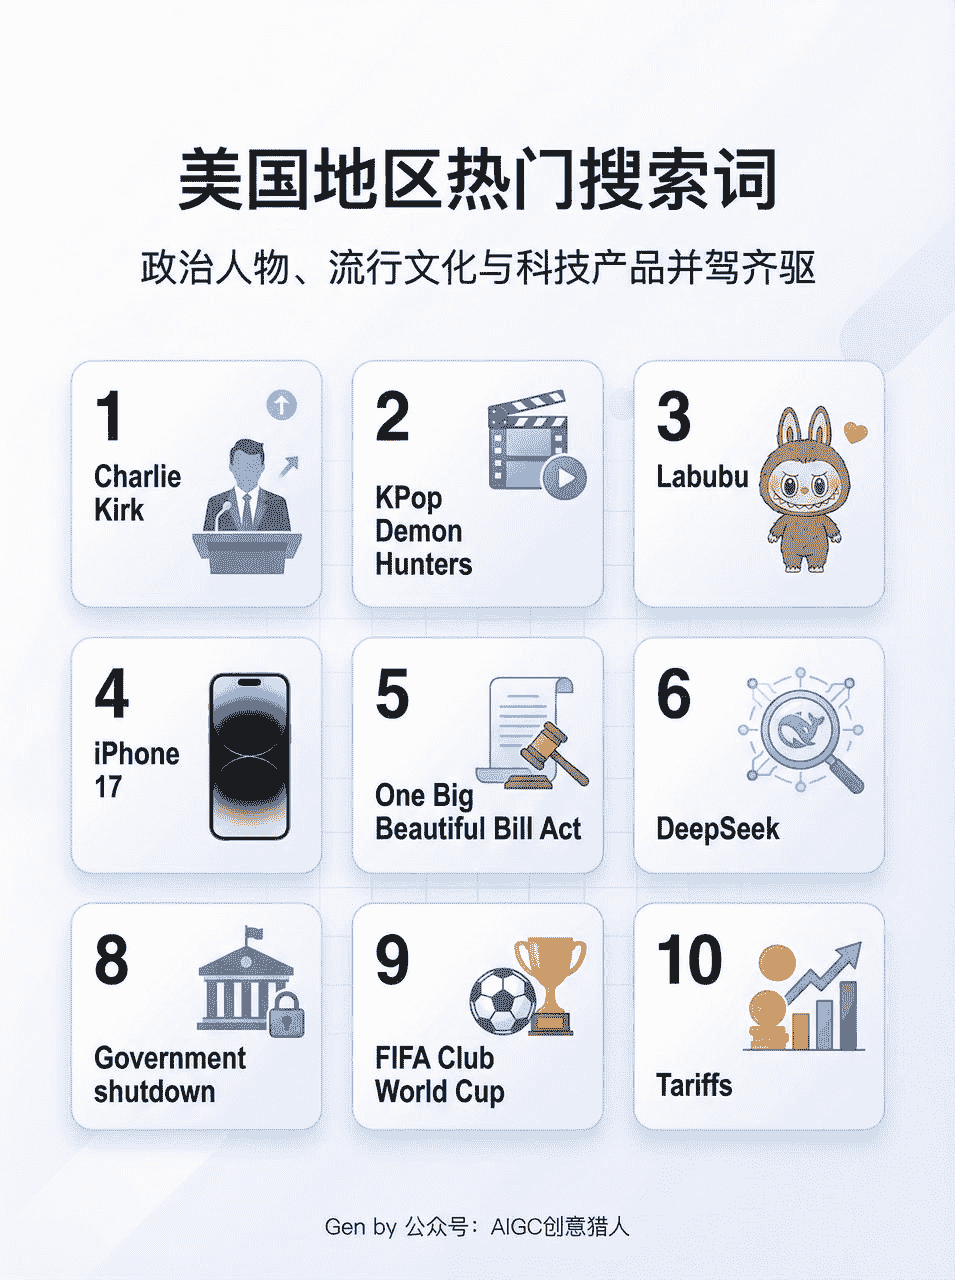 美国地区热门搜索词
政治人物、流行文化与科技产品并驾齐驱
1
Charlie
Kirk
2
KPop
Demon
Hunters
3
Labubu
4
iPhone
17
5
One Big
Beautiful Bill Act
6
DeepSeek
8
Government
shutdown
9
FIFA Club
World Cup
10
Tariffs
Gen by 公众号：AIGC创意猎人